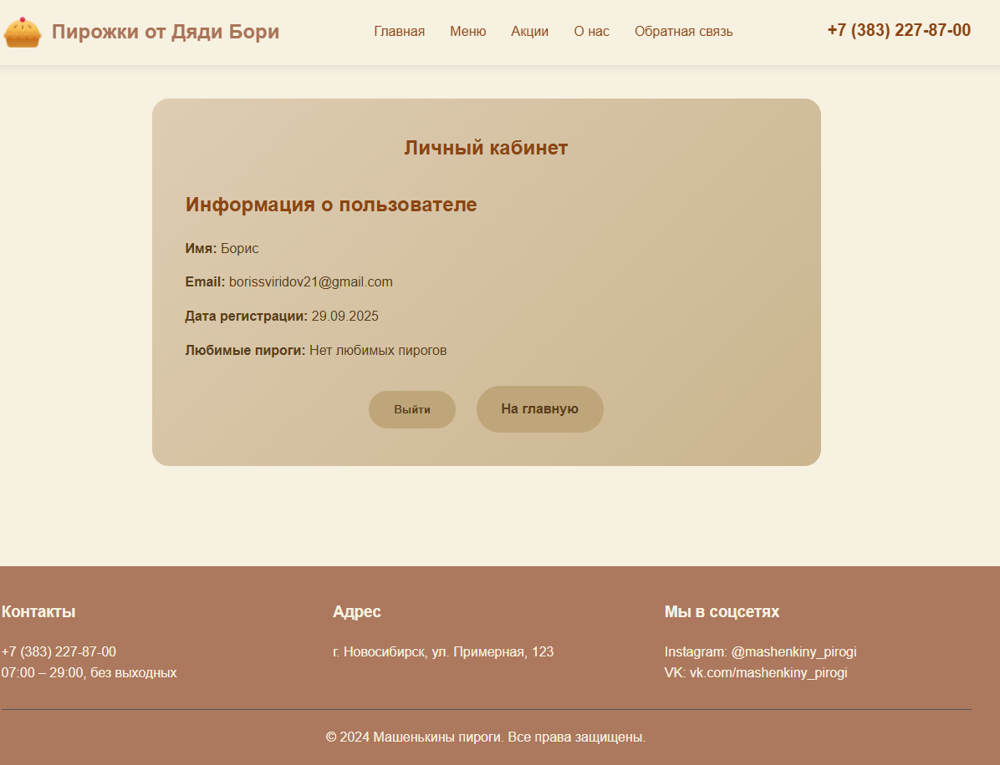 Пирожки от Дяди Бори
Главная Меню Акции О нас Обратная связь
+7 (383) 227-87-00
Личный кабинет
Информация о пользователе
Имя: Борис
Email: borissviridov21@gmail.com
Дата регистрации: 29.09.2025
Любимые пироги: Нет любимых пирогов
Выйти
На главную
Контакты
+7 (383) 227-87-00
07:00 – 29:00, без выходных
Адрес
г. Новосибирск, ул. Примерная, 123
Мы в соцсетях
Instagram: @mashenkiny_pirogi
VK: vk.com/mashenkiny_pirogi
© 2024 Машенькины пироги. Все права защищены.